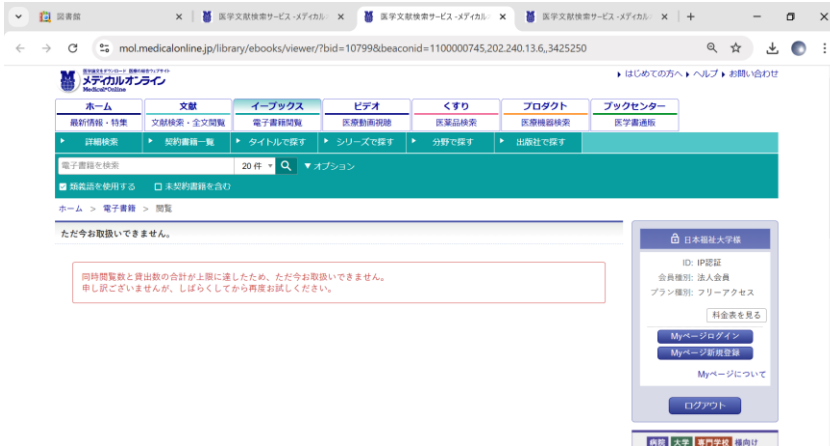 図書館
医学文献検索サービス -メディカル
医学文献検索サービス -メディカル
医学文献検索サービス -メディカル
mol.medicalonline.jp/library/ebooks/viewer/?bid=10799&beaconid=1100000745,202.240.13.6,,3425250
メディカルオンライン
Medical*Online
はじめての方へ ヘルプ お問い合わせ
ホーム 文献 イーブックス ビデオ くすり プロダクト ブックセンター
最新情報・特集 文献検索・全文閲覧 電子書籍閲覧 医療動画視聴 医薬品検索 医療機器検索 医学書通販
詳細検索 契約書籍一覧 タイトルで探す シリーズで探す 分野で探す 出版社で探す
電子書籍を検索 20 件 オプション
類義語を使用する 未契約書籍を含む
ホーム > 電子書籍 > 閲覧
ただ今お取扱いできません。
同時閲覧数と貸出数の合計が上限に達したため、ただ今お取扱いできません。
申し訳ございませんが、しばらくしてから再度お試しください。
日本福祉大学様
ID: IP認証
会員種別: 法人会員
プラン種別: フリーアクセス
料金表を見る
Myページログイン
Myページ新規登録
Myページについて
ログアウト
病院 大学 専門学校 様向け